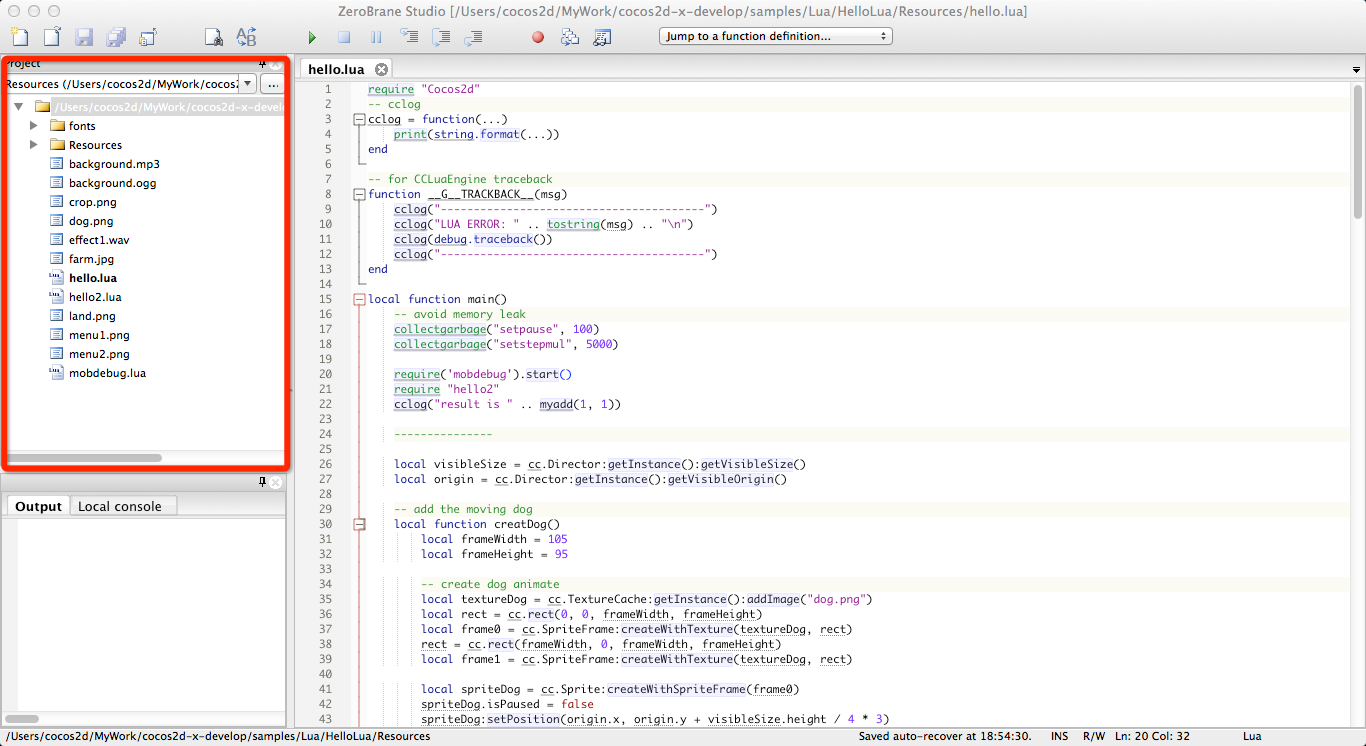 ZeroBrane Studio [/Users/cocos2d/MyWork/cocos2d-x-develop/samples/Lua/HelloLua/Resources/hello.lua]
Jump to a function definition...
Project
Resources (/Users/cocos2d/MyWork/cocos2
...
/Users/cocos2d/MyWork/cocos2d-x-devel
fonts
Resources
background.mp3
background.ogg
crop.png
dog.png
effect1.wav
farm.jpg
hello.lua
hello2.lua
land.png
menu1.png
menu2.png
mobdebug.lua
Output Local console
hello.lua
1 require "Cocos2d"
2 -- cclog
3 cclog = function(...)
4     print(string.format(...))
5 end
6
7 -- for CCLuaEngine traceback
8 function __G__TRACKBACK__(msg)
9     cclog("----------------------------------------")
10     cclog("LUA ERROR: " .. tostring(msg) .. "\n")
11     cclog(debug.traceback())
12     cclog("----------------------------------------")
13 end
14
15 local function main()
16     -- avoid memory leak
17     collectgarbage("setpause", 100)
18     collectgarbage("setstepmul", 5000)
19
20     require('mobdebug').start()
21     require "hello2"
22     cclog("result is " .. myadd(1, 1))
23
24     ---------------
25
26     local visibleSize = cc.Director:getInstance():getVisibleSize()
27     local origin = cc.Director:getInstance():getVisibleOrigin()
28
29     -- add the moving dog
30     local function creatDog()
31         local frameWidth = 105
32         local frameHeight = 95
33
34         -- create dog animate
35         local textureDog = cc.TextureCache:getInstance():addImage("dog.png")
36         local rect = cc.rect(0, 0, frameWidth, frameHeight)
37         local frame0 = cc.SpriteFrame:createWithTexture(textureDog, rect)
38         rect = cc.rect(frameWidth, 0, frameWidth, frameHeight)
39         local frame1 = cc.SpriteFrame:createWithTexture(textureDog, rect)
40
41         local spriteDog = cc.Sprite:createWithSpriteFrame(frame0)
42         spriteDog.isPaused = false
43         spriteDog:setPosition(origin.x, origin.y + visibleSize.height / 4 * 3)
/Users/cocos2d/MyWork/cocos2d-x-develop/samples/Lua/HelloLua/Resources Saved auto-recover at 18:54:30. INS R/W Ln: 20 Col: 32 Lua